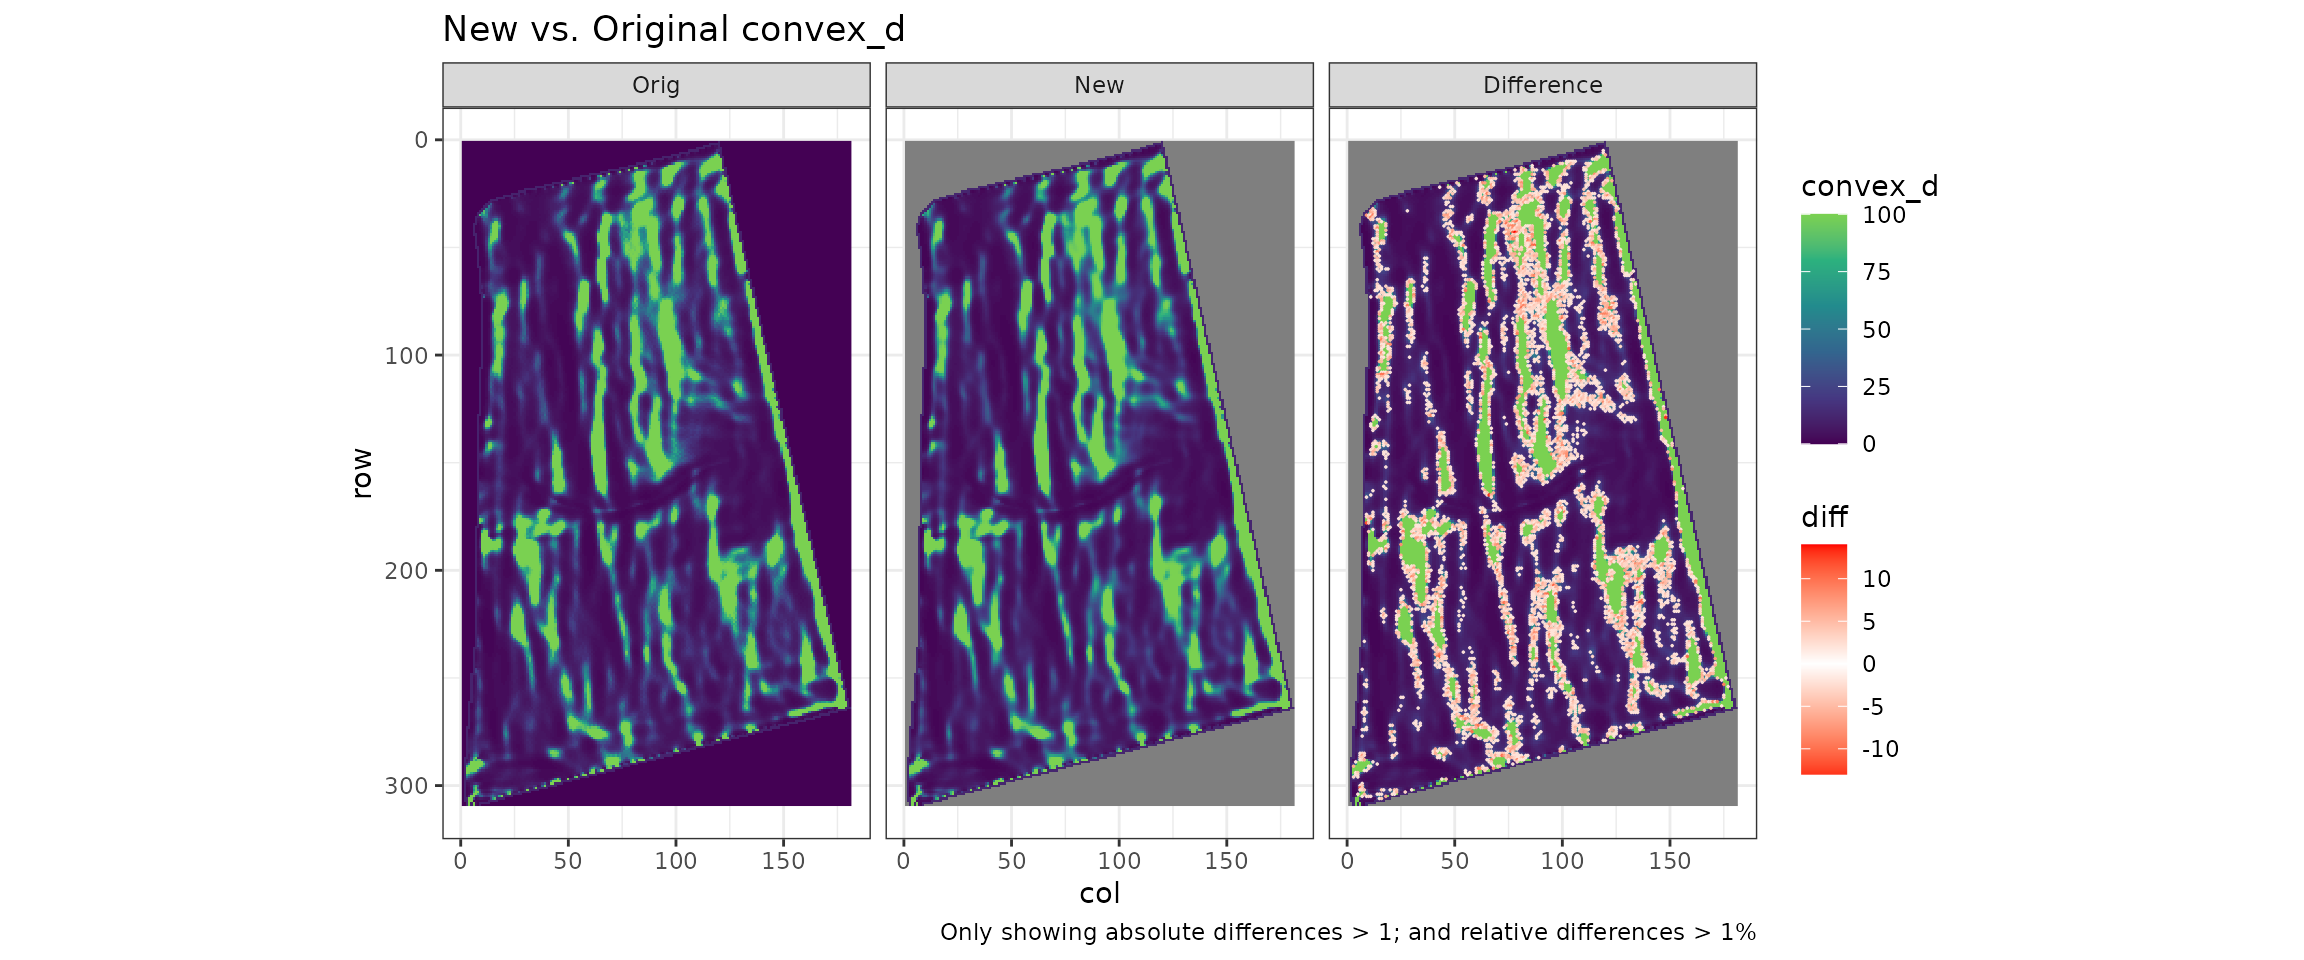 New vs. Original convex_d
Orig
New
Difference
0
100
200
300
row
0
50
100
150
0
50
100
150
0
50
100
150
col
convex_d
100
75
50
25
0
diff
10
5
0
-5
-10
Only showing absolute differences > 1; and relative differences > 1%